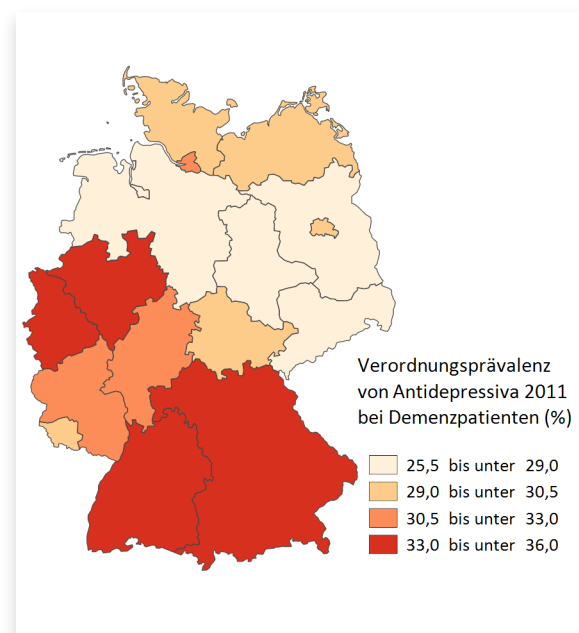 Verordnungsprävalenz
von Antidepressiva 2011
bei Demenzpatienten (%)
25,5 bis unter 29,0
29,0 bis unter 30,5
30,5 bis unter 33,0
33,0 bis unter 36,0